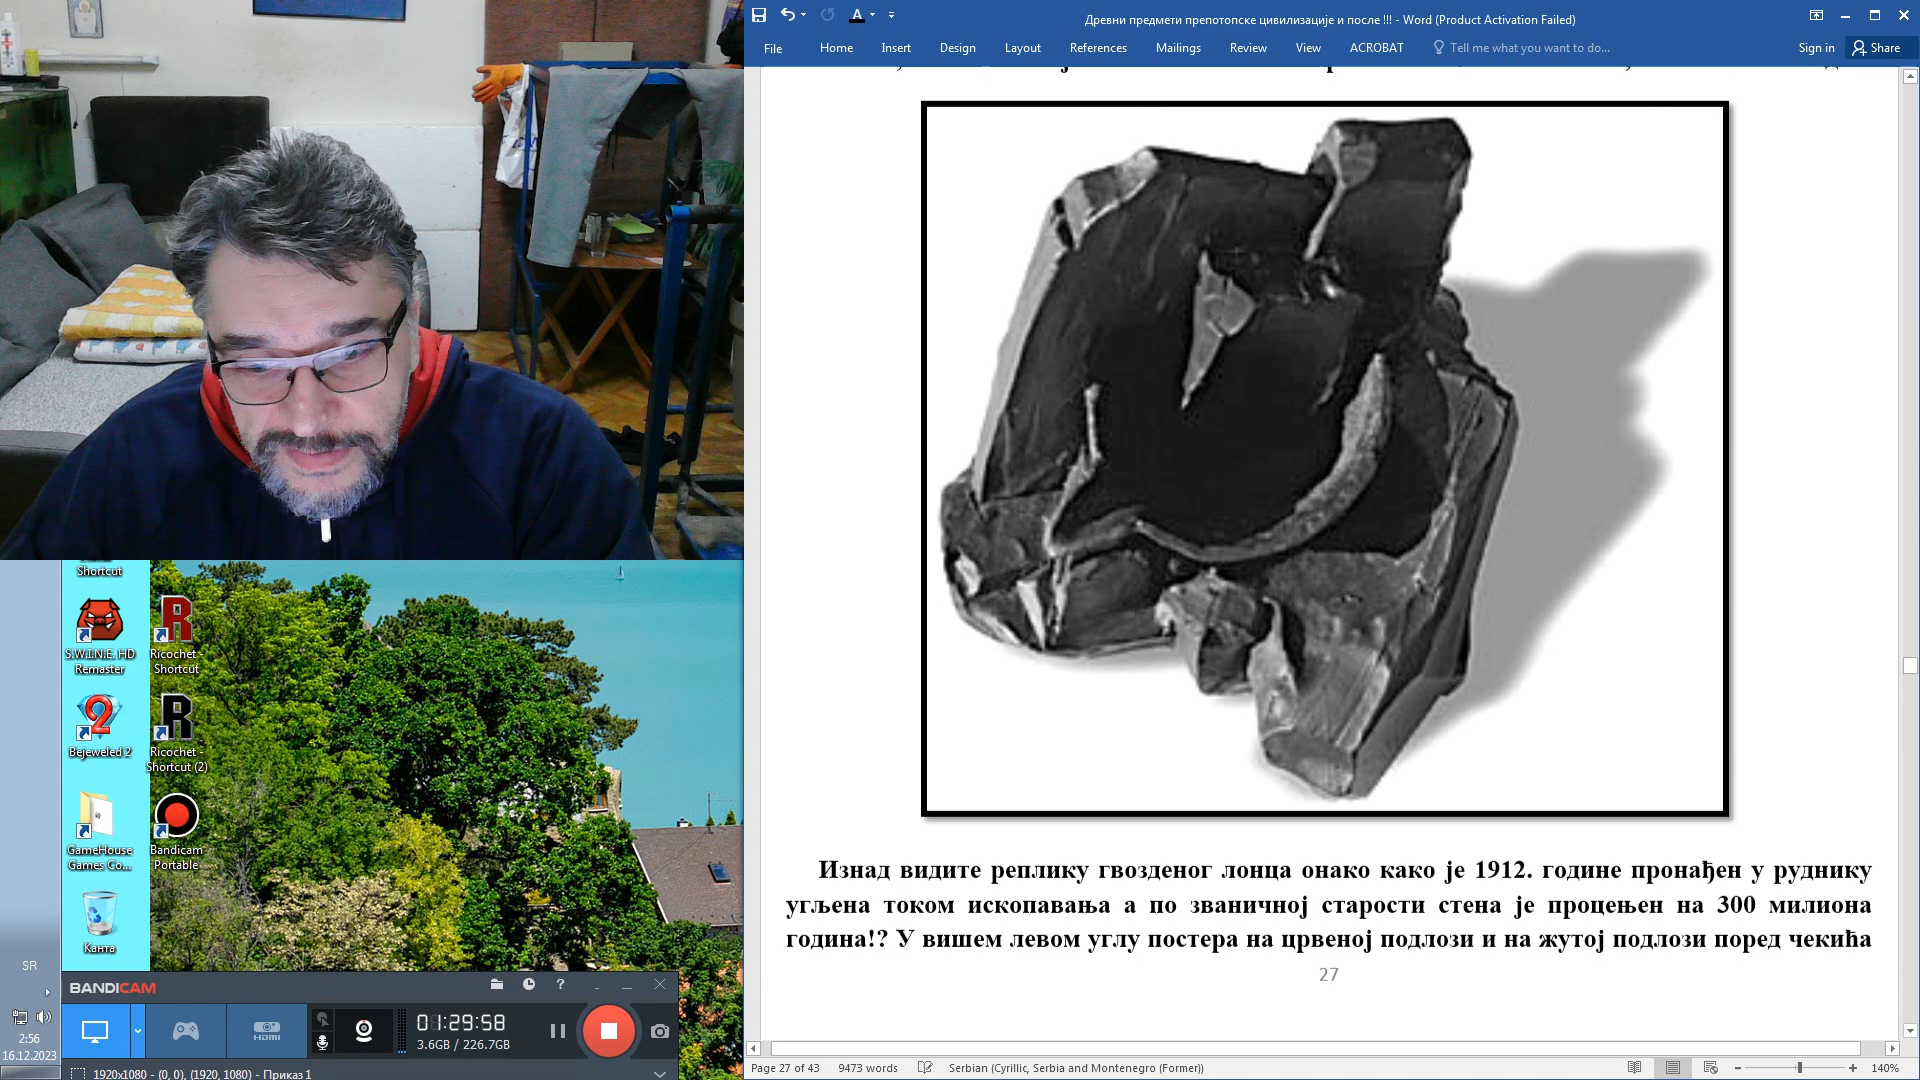 Древни предмети препотопске цивилизације и после !!! - Word (Product Activation Failed)
File Home Insert Design Layout References Mailings Review View ACROBAT Tell me what you want to do... Sign in Share
Изнад видите реплику гвозденог лонца онако како је 1912. године пронађен у руднику
угљена током ископавања а по званичној старости стена је процењен на 300 милиона
година!? У вишем левом углу постера на црвеној подлози и на жутој подлози поред чекића
27
Shortcut
S.W.I.N.E. HD
Remaster
Ricochet -
Shortcut
Bejeweled 2
Ricochet -
Shortcut (2)
GameHouse
Games Co...
Bandicam
Portable
Канта
SR
2:56
16.12.2023
BANDICAM
HDMI
01:29:58
3.6GB / 226.7GB
1920x1080 - (0, 0), (1920, 1080) - Приказ 1
Page 27 of 43 9473 words Serbian (Cyrillic, Serbia and Montenegro (Former)) 140%